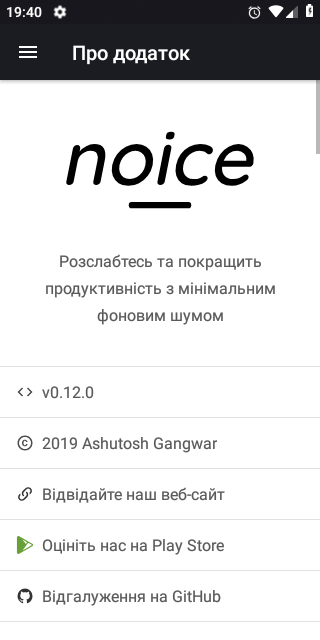 19:40
Про додаток
noice
Розслабтесь та покращить
продуктивність з мінімальним
фоновим шумом
v0.12.0
2019 Ashutosh Gangwar
Відвідайте наш веб-сайт
Оцініть нас на Play Store
Відгалуження на GitHub